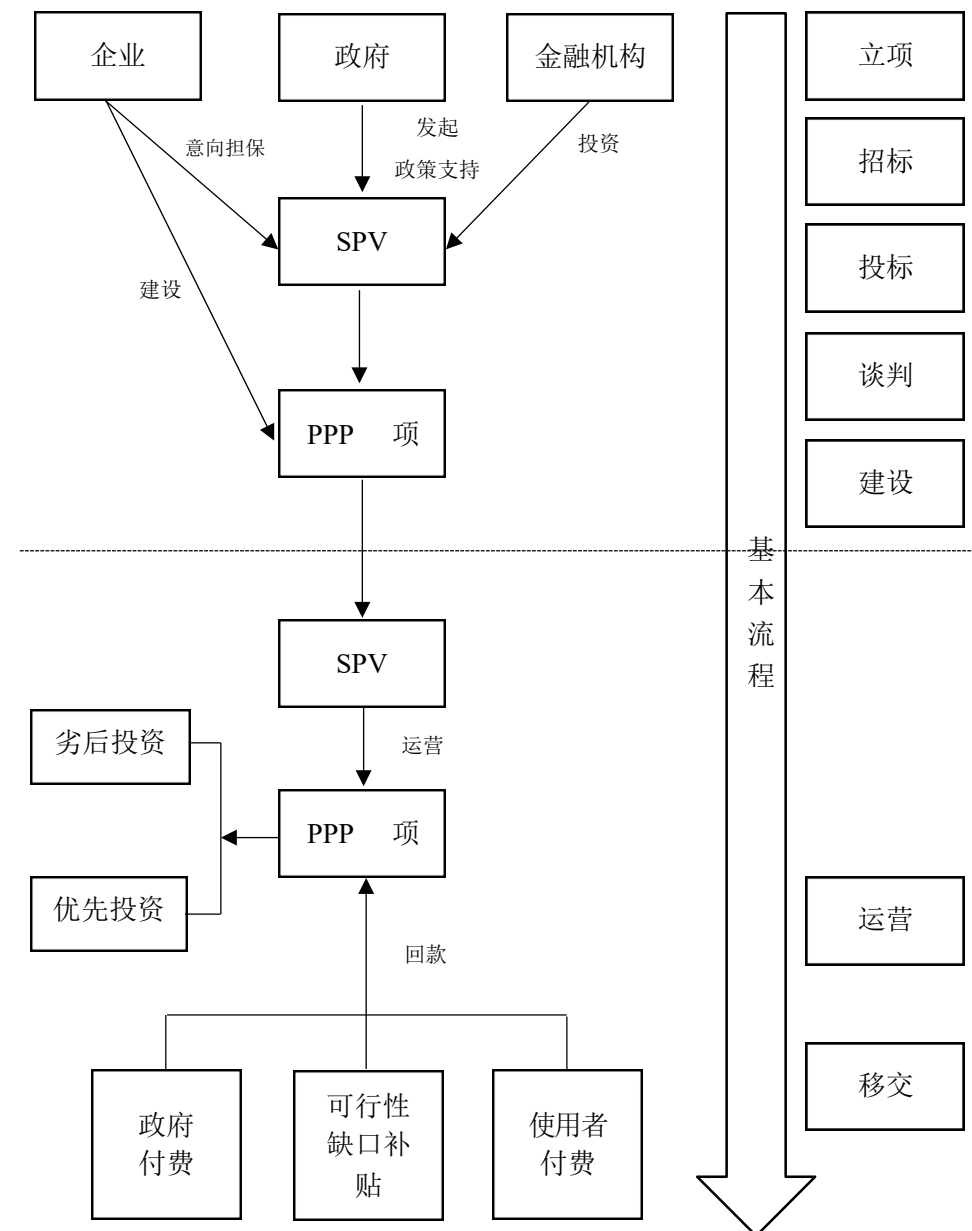 企业
政府
金融机构
立项
发起
意向担保
投资
政策支持
招标
SPV
投标
建设
谈判
PPP 项
建设
基
本
流
程
SPV
劣后投资
运营
PPP 项
优先投资
运营
回款
移交
政府
付费
可行性
缺口补
贴
使用者
付费